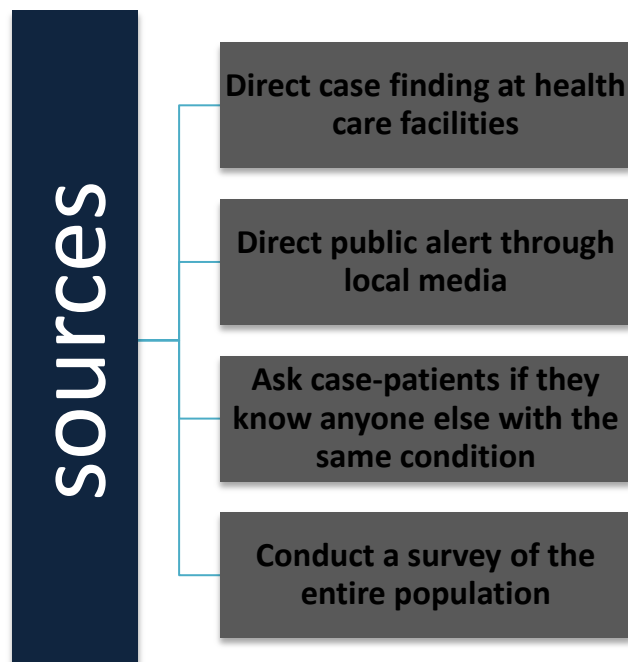 sources
Direct case finding at health
care facilities
Direct public alert through
local media
Ask case-patients if they
know anyone else with the
same condition
Conduct a survey of the
entire population